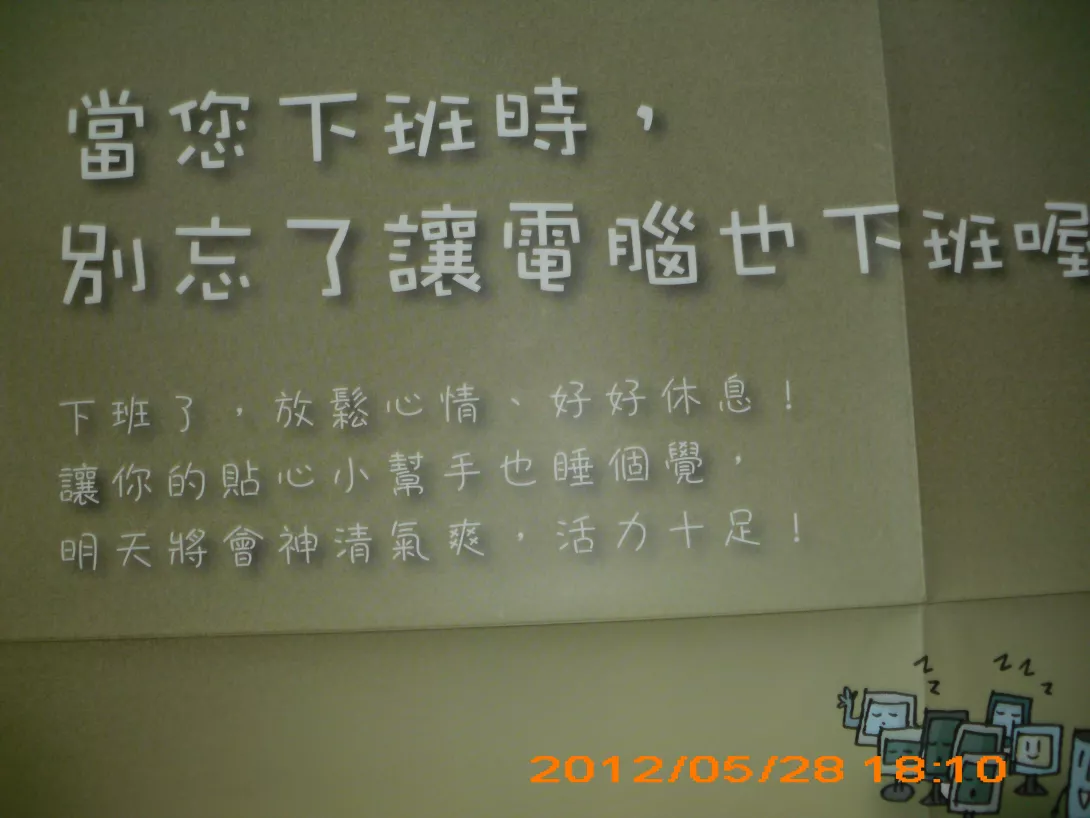 當您下班時，
別忘了讓電腦也下班喔
下班了，放鬆心情、好好休息！
讓你的貼心小幫手也睡個覺，
明天將會神清氣爽，活力十足！
z z
z z z
2012/05/28 18:10